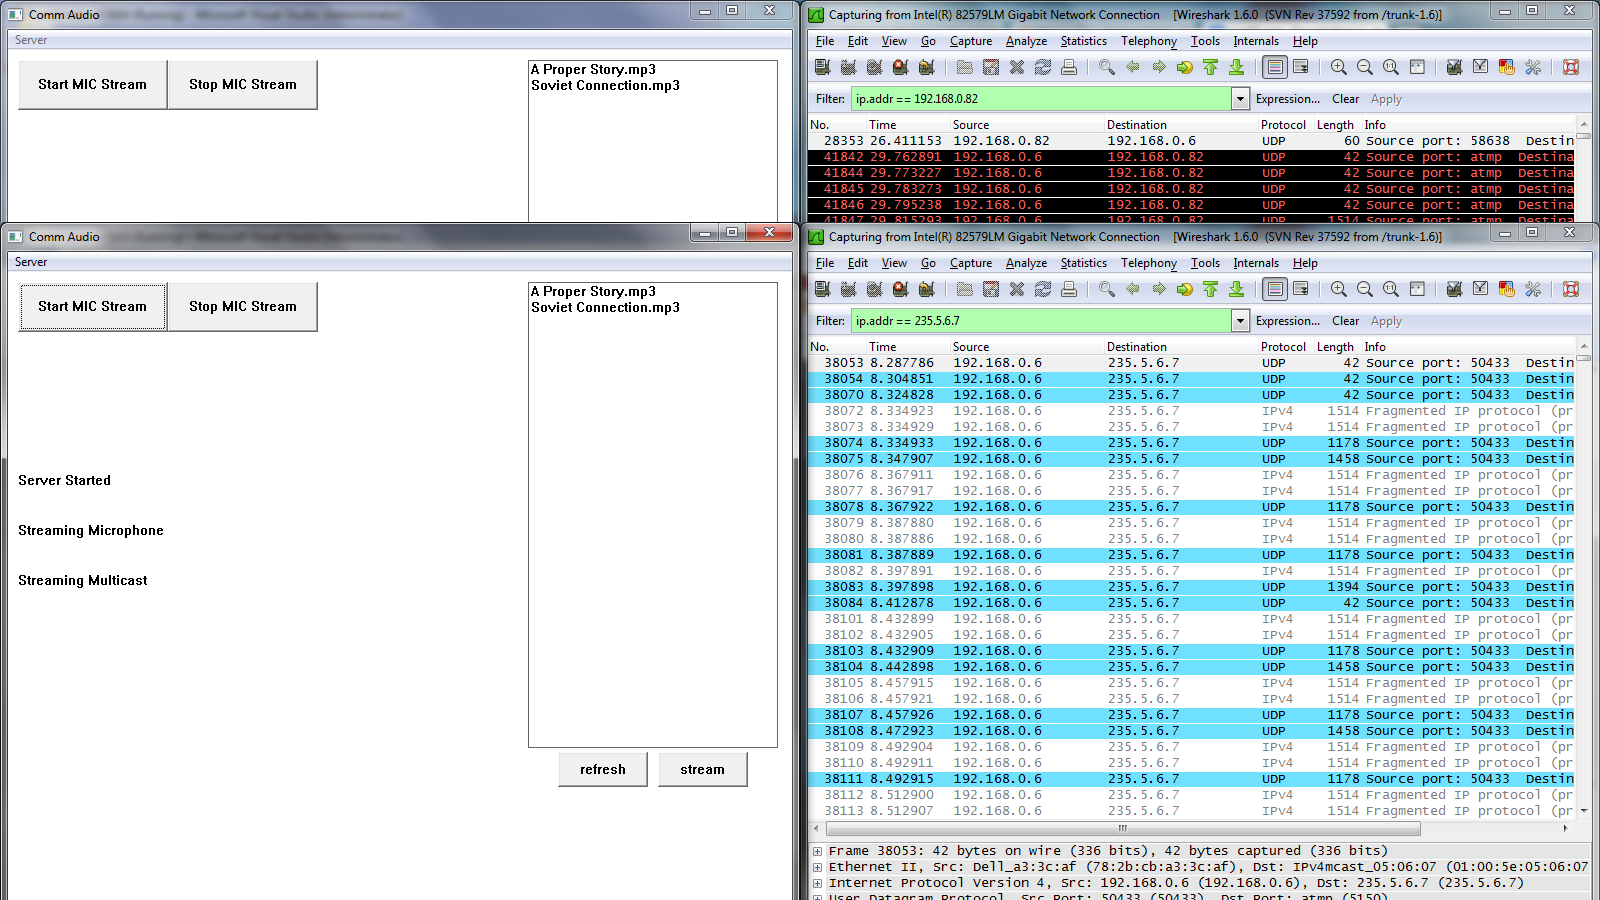 Comm Audio
Server
Start MIC Stream Stop MIC Stream
A Proper Story.mp3
Soviet Connection.mp3
Capturing from Intel(R) 82579LM Gigabit Network Connection [Wireshark 1.6.0 (SVN Rev 37592 from /trunk-1.6)]
File Edit View Go Capture Analyze Statistics Telephony Tools Internals Help
Filter: ip.addr == 192.168.0.82 Expression... Clear Apply
No. Time Source Destination Protocol Length Info
28353 26.411153 192.168.0.82 192.168.0.6 UDP 60 Source port: 58638 Destin
41842 29.762891 192.168.0.6 192.168.0.82 UDP 42 Source port: atmp Destina
41844 29.773227 192.168.0.6 192.168.0.82 UDP 42 Source port: atmp Destina
41845 29.783273 192.168.0.6 192.168.0.82 UDP 42 Source port: atmp Destina
41846 29.795238 192.168.0.6 192.168.0.82 UDP 42 Source port: atmp Destina
41847 29.815293 192.168.0.6 192.168.0.82 UDP 1514 Source port: atmp Destina
Comm Audio
Server
Start MIC Stream Stop MIC Stream
A Proper Story.mp3
Soviet Connection.mp3
Server Started
Streaming Microphone
Streaming Multicast
refresh stream
Capturing from Intel(R) 82579LM Gigabit Network Connection [Wireshark 1.6.0 (SVN Rev 37592 from /trunk-1.6)]
File Edit View Go Capture Analyze Statistics Telephony Tools Internals Help
Filter: ip.addr == 235.5.6.7 Expression... Clear Apply
No. Time Source Destination Protocol Length Info
38053 8.287786 192.168.0.6 235.5.6.7 UDP 42 Source port: 50433 Destin
38054 8.304851 192.168.0.6 235.5.6.7 UDP 42 Source port: 50433 Destin
38070 8.324828 192.168.0.6 235.5.6.7 UDP 42 Source port: 50433 Destin
38072 8.334923 192.168.0.6 235.5.6.7 IPv4 1514 Fragmented IP protocol (pr
38073 8.334929 192.168.0.6 235.5.6.7 IPv4 1514 Fragmented IP protocol (pr
38074 8.334933 192.168.0.6 235.5.6.7 UDP 1178 Source port: 50433 Destin
38075 8.347907 192.168.0.6 235.5.6.7 UDP 1458 Source port: 50433 Destin
38076 8.367911 192.168.0.6 235.5.6.7 IPv4 1514 Fragmented IP protocol (pr
38077 8.367917 192.168.0.6 235.5.6.7 IPv4 1514 Fragmented IP protocol (pr
38078 8.367922 192.168.0.6 235.5.6.7 UDP 1178 Source port: 50433 Destin
38079 8.387880 192.168.0.6 235.5.6.7 IPv4 1514 Fragmented IP protocol (pr
38080 8.387886 192.168.0.6 235.5.6.7 IPv4 1514 Fragmented IP protocol (pr
38081 8.387889 192.168.0.6 235.5.6.7 UDP 1178 Source port: 50433 Destin
38082 8.397891 192.168.0.6 235.5.6.7 IPv4 1514 Fragmented IP protocol (pr
38083 8.397898 192.168.0.6 235.5.6.7 UDP 1394 Source port: 50433 Destin
38084 8.412878 192.168.0.6 235.5.6.7 UDP 42 Source port: 50433 Destin
38101 8.432899 192.168.0.6 235.5.6.7 IPv4 1514 Fragmented IP protocol (pr
38102 8.432905 192.168.0.6 235.5.6.7 IPv4 1514 Fragmented IP protocol (pr
38103 8.432909 192.168.0.6 235.5.6.7 UDP 1178 Source port: 50433 Destin
38104 8.442898 192.168.0.6 235.5.6.7 UDP 1458 Source port: 50433 Destin
38105 8.457915 192.168.0.6 235.5.6.7 IPv4 1514 Fragmented IP protocol (pr
38106 8.457921 192.168.0.6 235.5.6.7 IPv4 1514 Fragmented IP protocol (pr
38107 8.457926 192.168.0.6 235.5.6.7 UDP 1178 Source port: 50433 Destin
38108 8.472923 192.168.0.6 235.5.6.7 UDP 1458 Source port: 50433 Destin
38109 8.492904 192.168.0.6 235.5.6.7 IPv4 1514 Fragmented IP protocol (pr
38110 8.492911 192.168.0.6 235.5.6.7 IPv4 1514 Fragmented IP protocol (pr
38111 8.492915 192.168.0.6 235.5.6.7 UDP 1178 Source port: 50433 Destin
38112 8.512900 192.168.0.6 235.5.6.7 IPv4 1514 Fragmented IP protocol (pr
38113 8.512907 192.168.0.6 235.5.6.7 IPv4 1514 Fragmented IP protocol (pr
Frame 38053: 42 bytes on wire (336 bits), 42 bytes captured (336 bits)
Ethernet II, Src: Dell_a3:3c:af (78:2b:cb:a3:3c:af), Dst: IPv4mcast_05:06:07 (01:00:5e:05:06:07
Internet Protocol Version 4, Src: 192.168.0.6 (192.168.0.6), Dst: 235.5.6.7 (235.5.6.7)
User Datagram Protocol, Src Port: 50433 (50433), Dst Port: atmp (5150)